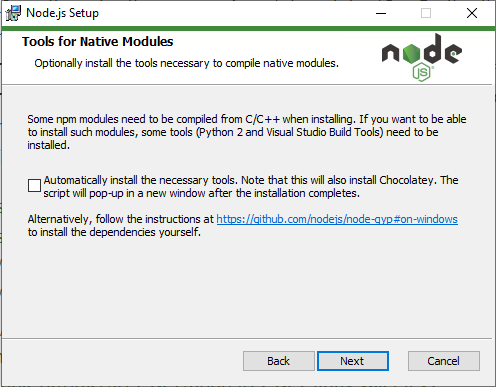 Node.js Setup
Tools for Native Modules
Optionally install the tools necessary to compile native modules.
node
JS
Some npm modules need to be compiled from C/C++ when installing. If you want to be able
to install such modules, some tools (Python 2 and Visual Studio Build Tools) need to be
installed.
Automatically install the necessary tools. Note that this will also install Chocolatey. The
script will pop-up in a new window after the installation completes.
Alternatively, follow the instructions at https://github.com/nodejs/node-gyp#on-windows
to install the dependencies yourself.
Back Next Cancel